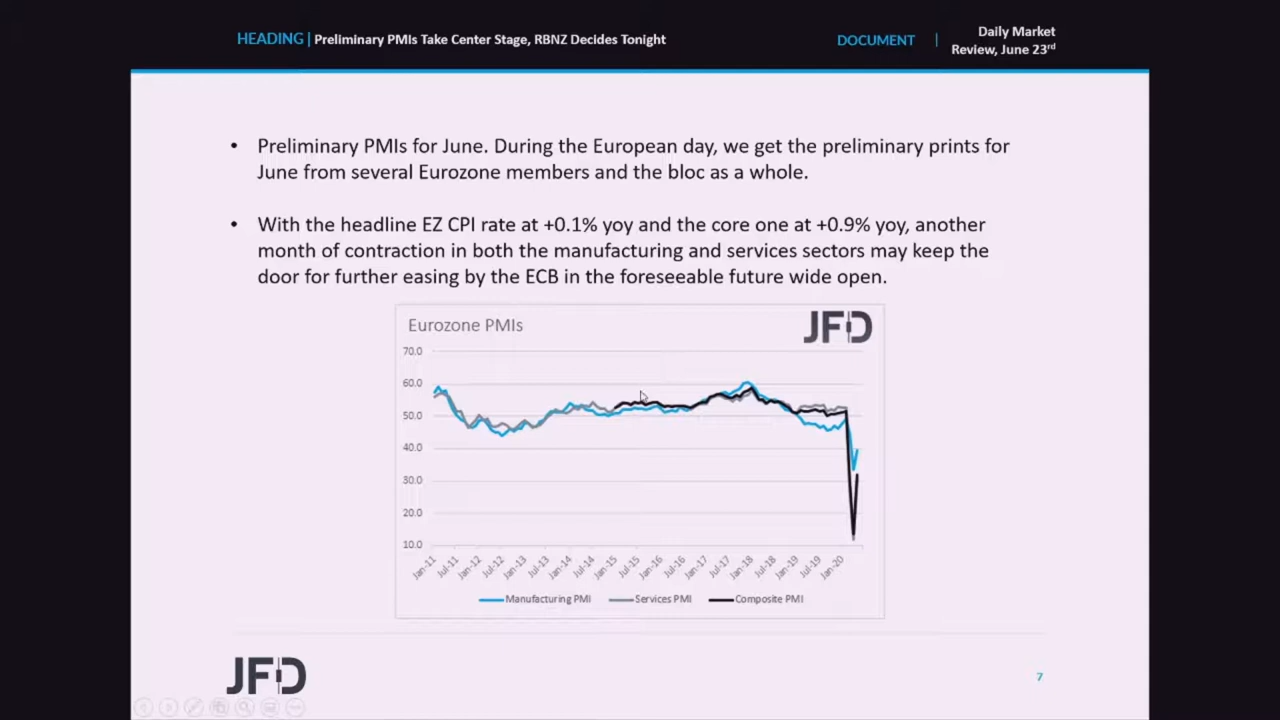 HEADING | Preliminary PMIs Take Center Stage, RBNZ Decides Tonight
DOCUMENT | Daily Market
Review, June 23rd
• Preliminary PMIs for June. During the European day, we get the preliminary prints for
June from several Eurozone members and the bloc as a whole.
• With the headline EZ CPI rate at +0.1% yoy and the core one at +0.9% yoy, another
month of contraction in both the manufacturing and services sectors may keep the
door for further easing by the ECB in the foreseeable future wide open.
Eurozone PMIs
JFD
70.0
60.0
50.0
40.0
30.0
20.0
10.0
Jan-11 Jul-11 Jan-12 Jul-12 Jan-13 Jul-13 Jan-14 Jul-14 Jan-15 Jul-15 Jan-16 Jul-16 Jan-17 Jul-17 Jan-18 Jul-18 Jan-19 Jul-19 Jan-20
Manufacturing PMI Services PMI Composite PMI
JFD
7